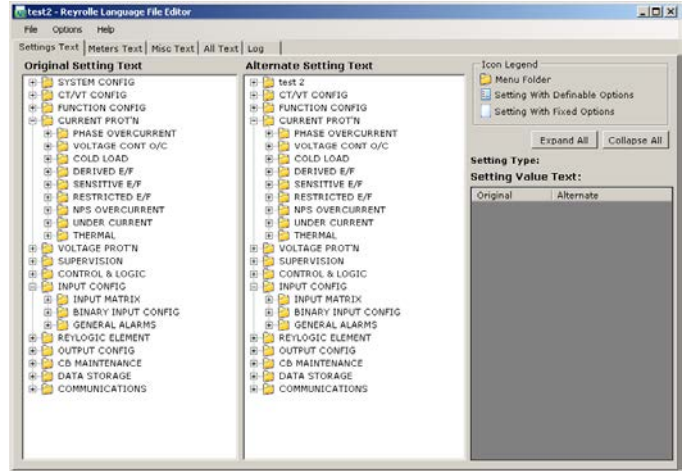 test2 - Reyrolle Language File Editor
File Options Help
Settings Text Meters Text Misc Text All Text Log
Original Setting Text
SYSTEM CONFIG
CT/VT CONFIG
FUNCTION CONFIG
CURRENT PROT'N
PHASE OVERCURRENT
VOLTAGE CONT O/C
COLD LOAD
DERIVED E/F
SENSITIVE E/F
RESTRICTED E/F
NPS OVERCURRENT
UNDER CURRENT
THERMAL
VOLTAGE PROT'N
SUPERVISION
CONTROL & LOGIC
INPUT CONFIG
INPUT MATRIX
BINARY INPUT CONFIG
GENERAL ALARMS
REYLOGIC ELEMENT
OUTPUT CONFIG
CB MAINTENANCE
DATA STORAGE
COMMUNICATIONS
Alternate Setting Text
test 2
CT/VT CONFIG
FUNCTION CONFIG
CURRENT PROT'N
PHASE OVERCURRENT
VOLTAGE CONT O/C
COLD LOAD
DERIVED E/F
SENSITIVE E/F
RESTRICTED E/F
NPS OVERCURRENT
UNDER CURRENT
THERMAL
VOLTAGE PROT'N
SUPERVISION
CONTROL & LOGIC
INPUT CONFIG
INPUT MATRIX
BINARY INPUT CONFIG
GENERAL ALARMS
REYLOGIC ELEMENT
OUTPUT CONFIG
CB MAINTENANCE
DATA STORAGE
COMMUNICATIONS
Icon Legend
Menu Folder
Setting With Definable Options
Setting With Fixed Options
Expand All Collapse All
Setting Type:
Setting Value Text:
Original Alternate